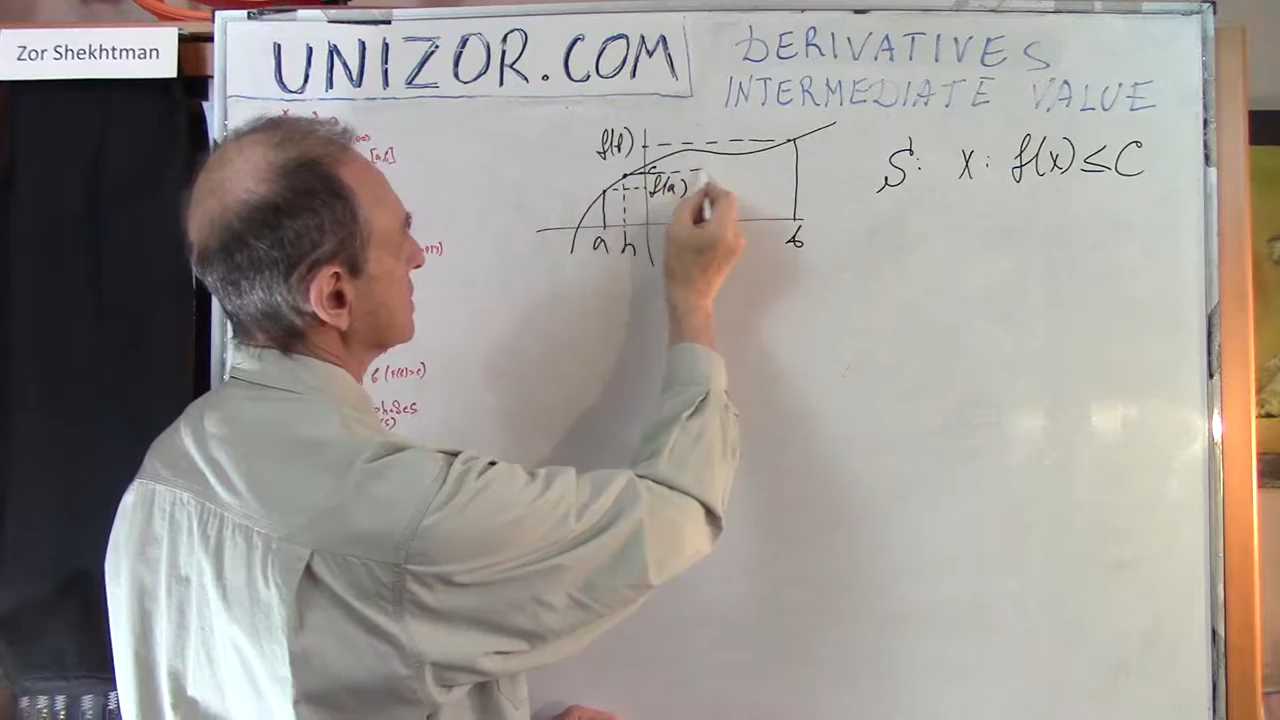 Zor Shekhtman
UNIZOR.COM
DERIVATIVES
INTERMEDIATE VALUE
[a,b]
f(b)
f(a)
a h b
S: x: f(x) ≤ C
b (f(b)>c)